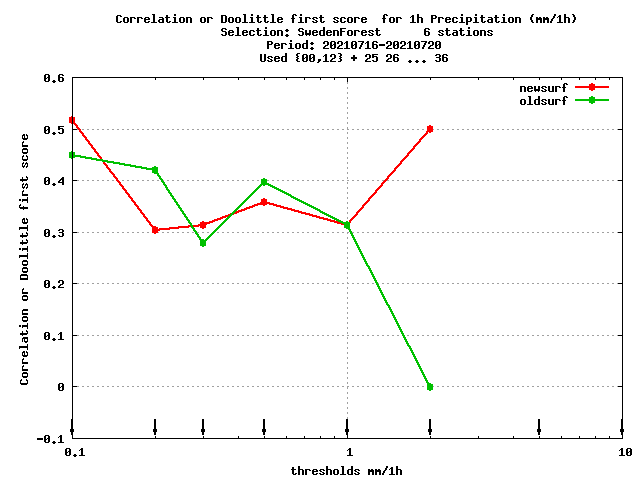 Correlation or Doolittle first score  for 1h Precipitation (mm/1h)
Selection: SwedenForest      6 stations
Period: 20210716-20210720
Used {00,12} + 25 26 ... 36
newsurf
oldsurf
0.6
0.5
0.4
0.3
0.2
0.1
0
-0.1
Correlation or Doolittle first score
0.1
1
10
thresholds mm/1h